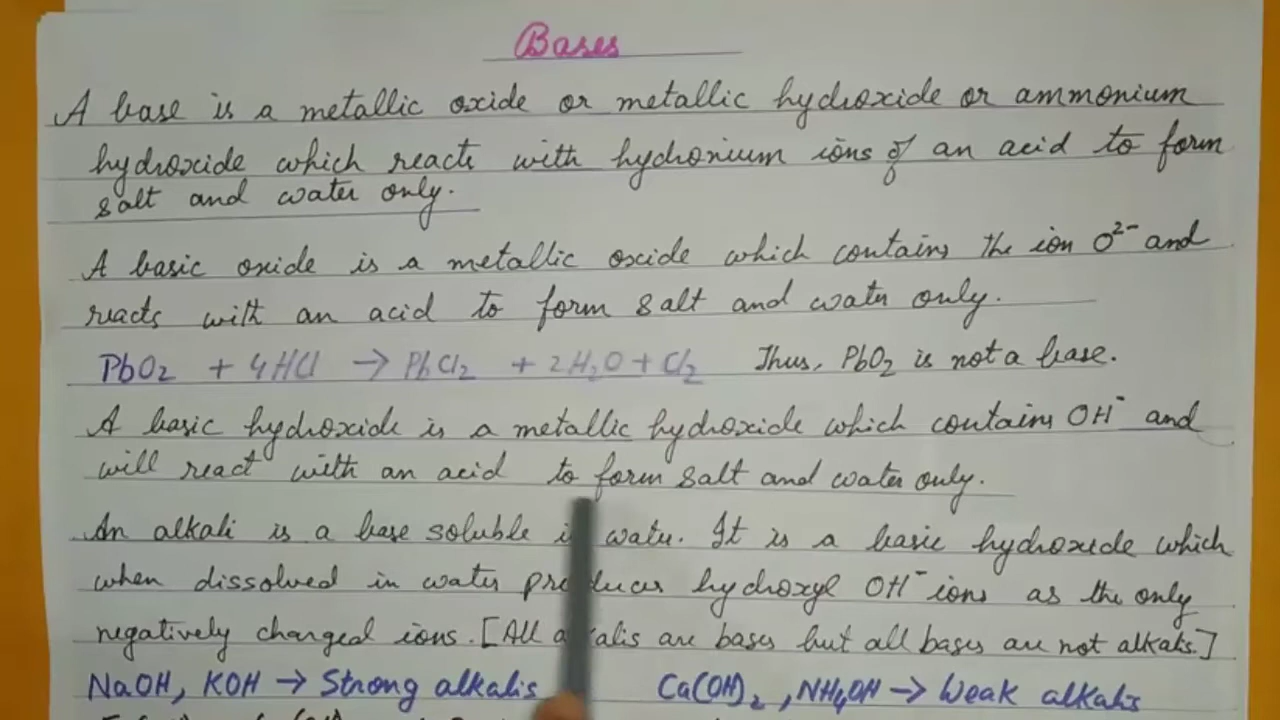 Bases
A base is a metallic oxide or metallic hydroxide or ammonium
hydroxide which reacts with hydronium ions of an acid to form
salt and water only.
A basic oxide is a metallic oxide which contains the ion O²⁻ and
reacts with an acid to form salt and water only.
PbO₂ + 4HCl → PbCl₂ + 2H₂O + Cl₂ Thus, PbO₂ is not a base.
A basic hydroxide is a metallic hydroxide which contains OH⁻ and
will react with an acid to form salt and water only.
An alkali is a base soluble in water. It is a basic hydroxide which
when dissolved in water produces hydroxyl OH⁻ ions as the only
negatively charged ions. [All alkalis are bases but all bases are not alkalis.]
NaOH, KOH → Strong alkalis Ca(OH)₂, NH₄OH → Weak alkalis